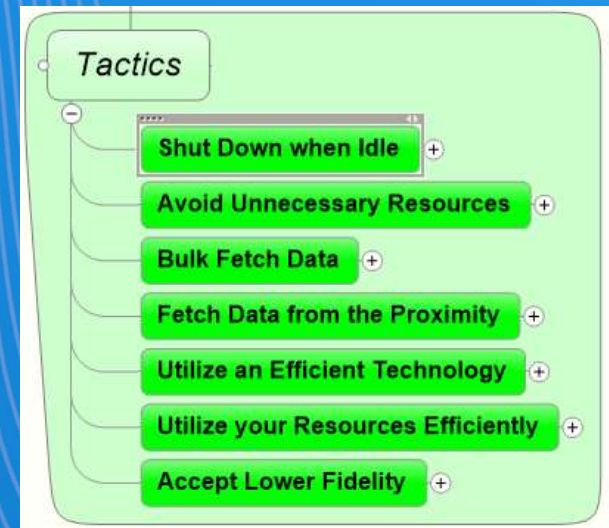 Tactics
Shut Down when Idle
Avoid Unnecessary Resources
Bulk Fetch Data
Fetch Data from the Proximity
Utilize an Efficient Technology
Utilize your Resources Efficiently
Accept Lower Fidelity